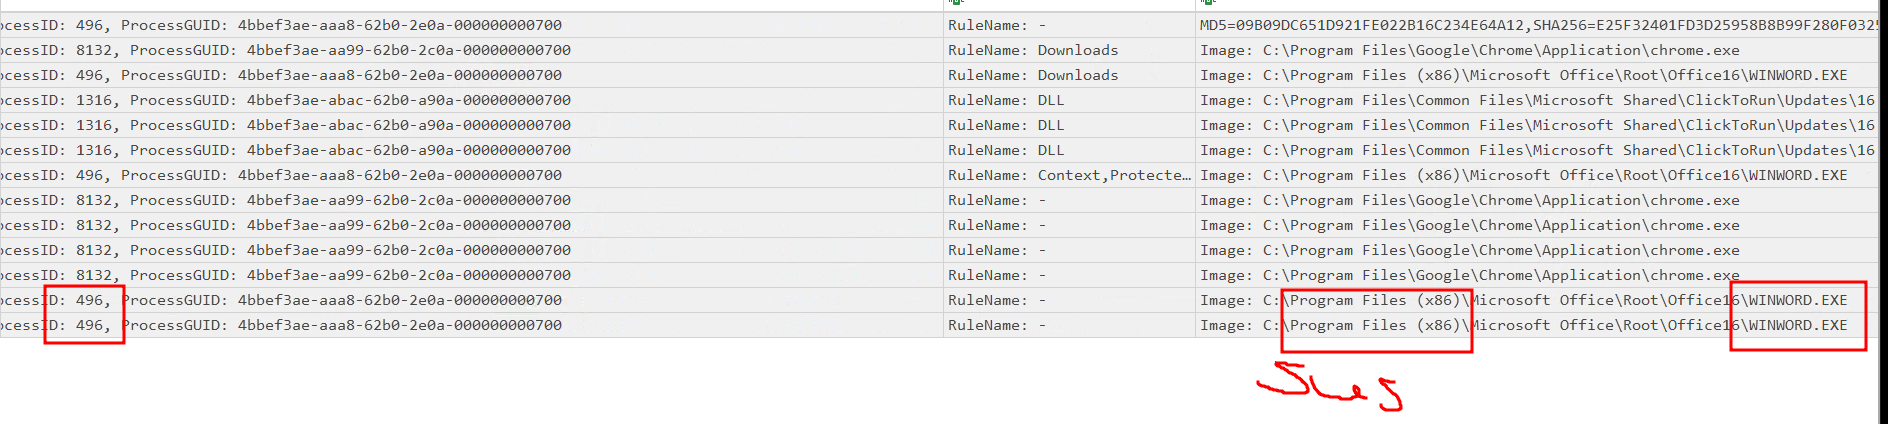 ocessID: 496, ProcessGUID: 4bbef3ae-aaa8-62b0-2e0a-000000000700 RuleName: - MD5=09B09DC651D921FE022B16C234E64A12,SHA256=E25F32401FD3D25958B8B99F280F0325
ocessID: 8132, ProcessGUID: 4bbef3ae-aa99-62b0-2c0a-000000000700 RuleName: Downloads Image: C:\Program Files\Google\Chrome\Application\chrome.exe
ocessID: 496, ProcessGUID: 4bbef3ae-aaa8-62b0-2e0a-000000000700 RuleName: Downloads Image: C:\Program Files (x86)\Microsoft Office\Root\Office16\WINWORD.EXE
ocessID: 1316, ProcessGUID: 4bbef3ae-abac-62b0-a90a-000000000700 RuleName: DLL Image: C:\Program Files\Common Files\Microsoft Shared\ClickToRun\Updates\16
ocessID: 1316, ProcessGUID: 4bbef3ae-abac-62b0-a90a-000000000700 RuleName: DLL Image: C:\Program Files\Common Files\Microsoft Shared\ClickToRun\Updates\16
ocessID: 1316, ProcessGUID: 4bbef3ae-abac-62b0-a90a-000000000700 RuleName: DLL Image: C:\Program Files\Common Files\Microsoft Shared\ClickToRun\Updates\16
ocessID: 496, ProcessGUID: 4bbef3ae-aaa8-62b0-2e0a-000000000700 RuleName: Context,Protecte… Image: C:\Program Files (x86)\Microsoft Office\Root\Office16\WINWORD.EXE
ocessID: 8132, ProcessGUID: 4bbef3ae-aa99-62b0-2c0a-000000000700 RuleName: - Image: C:\Program Files\Google\Chrome\Application\chrome.exe
ocessID: 8132, ProcessGUID: 4bbef3ae-aa99-62b0-2c0a-000000000700 RuleName: - Image: C:\Program Files\Google\Chrome\Application\chrome.exe
ocessID: 8132, ProcessGUID: 4bbef3ae-aa99-62b0-2c0a-000000000700 RuleName: - Image: C:\Program Files\Google\Chrome\Application\chrome.exe
ocessID: 8132, ProcessGUID: 4bbef3ae-aa99-62b0-2c0a-000000000700 RuleName: - Image: C:\Program Files\Google\Chrome\Application\chrome.exe
ocessID: 496, ProcessGUID: 4bbef3ae-aaa8-62b0-2e0a-000000000700 RuleName: - Image: C:\Program Files (x86)\Microsoft Office\Root\Office16\WINWORD.EXE
ocessID: 496, ProcessGUID: 4bbef3ae-aaa8-62b0-2e0a-000000000700 RuleName: - Image: C:\Program Files (x86)\Microsoft Office\Root\Office16\WINWORD.EXE